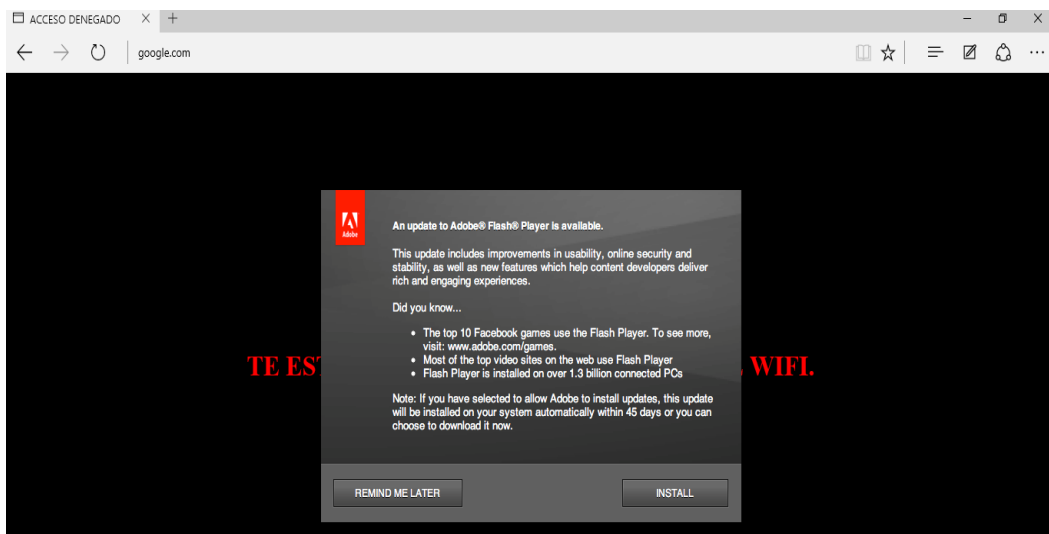 ACCESO DENEGADO
google.com
Adobe
An update to Adobe® Flash® Player is available.
This update includes improvements in usability, online security and
stability, as well as new features which help content developers deliver
rich and engaging experiences.
Did you know...
• The top 10 Facebook games use the Flash Player. To see more,
visit: www.adobe.com/games.
• Most of the top video sites on the web use Flash Player
• Flash Player is installed on over 1.3 billion connected PCs
TE ES
WIFI.
Note: If you have selected to allow Adobe to install updates, this update
will be installed on your system automatically within 45 days or you can
choose to download it now.
REMIND ME LATER
INSTALL